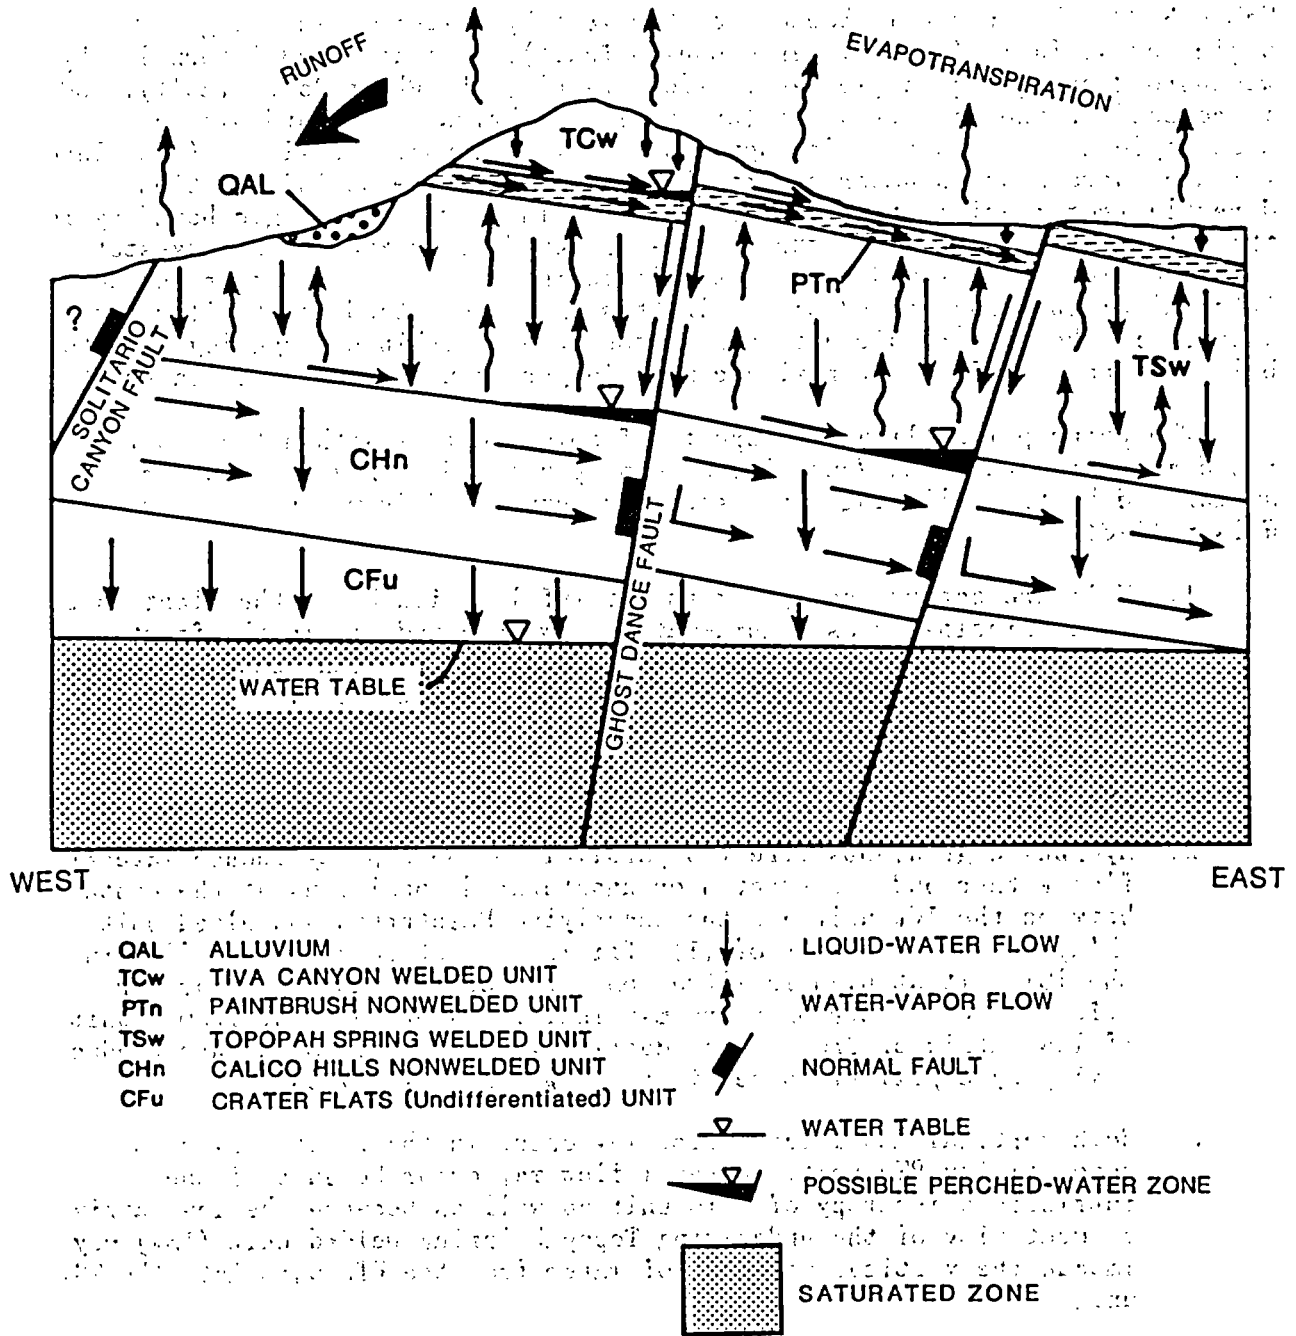 RUNOFF
EVAPOTRANSPIRATION
TCw
QAL
PTn
?
SOLITARIO
CANYON FAULT
TSw
CHn
CFu
GHOST DANCE FAULT
WATER TABLE
WEST
EAST
QAL ALLUVIUM
TCw TIVA CANYON WELDED UNIT
PTn PAINTBRUSH NONWELDED UNIT
TSw TOPOPAH SPRING WELDED UNIT
CHn CALICO HILLS NONWELDED UNIT
CFu CRATER FLATS (Undifferentiated) UNIT
LIQUID-WATER FLOW
WATER-VAPOR FLOW
NORMAL FAULT
WATER TABLE
POSSIBLE PERCHED-WATER ZONE
SATURATED ZONE